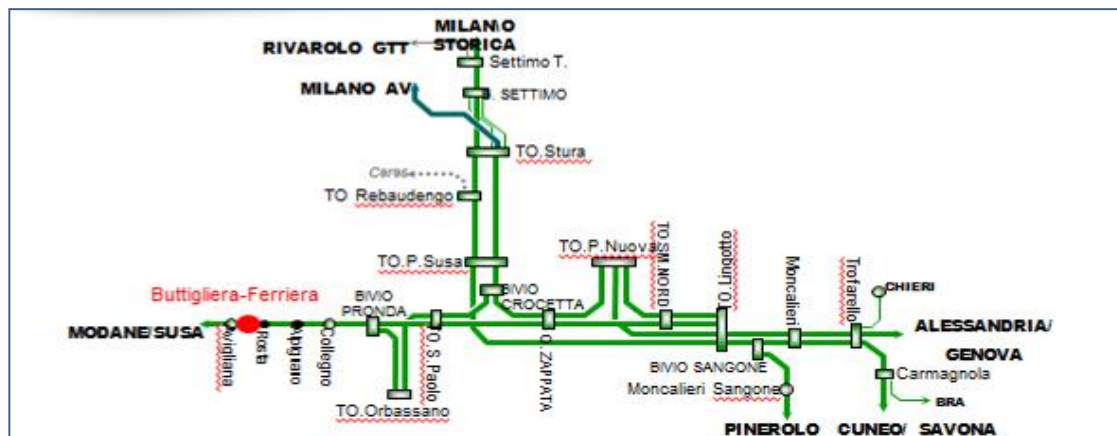 MILANO
STORICA
RIVAROLO GTT
Settimo T.
MILANO AV
SETTIMO
TO.Stura
Ceres
TO Rebaudengo
TO.P.Susa
TO.P.Nuova
TO.SM.NORD
O. Lingotto
Moncalieri
Trofarello
CHIERI
BIVIO
CROCETTA
Buttigliera-Ferriera
BIVIO
PRONDA
MODANE/SUSA
Avigliana
Rosta
Alpignano
Collegno
O.S.Paolo
O. ZAPPATA
ALESSANDRIA/
GENOVA
BIVIO SANGONE
Moncalieri Sangone
Carmagnola
BRA
TO.Orbassano
PINEROLO
CUNEO/ SAVONA